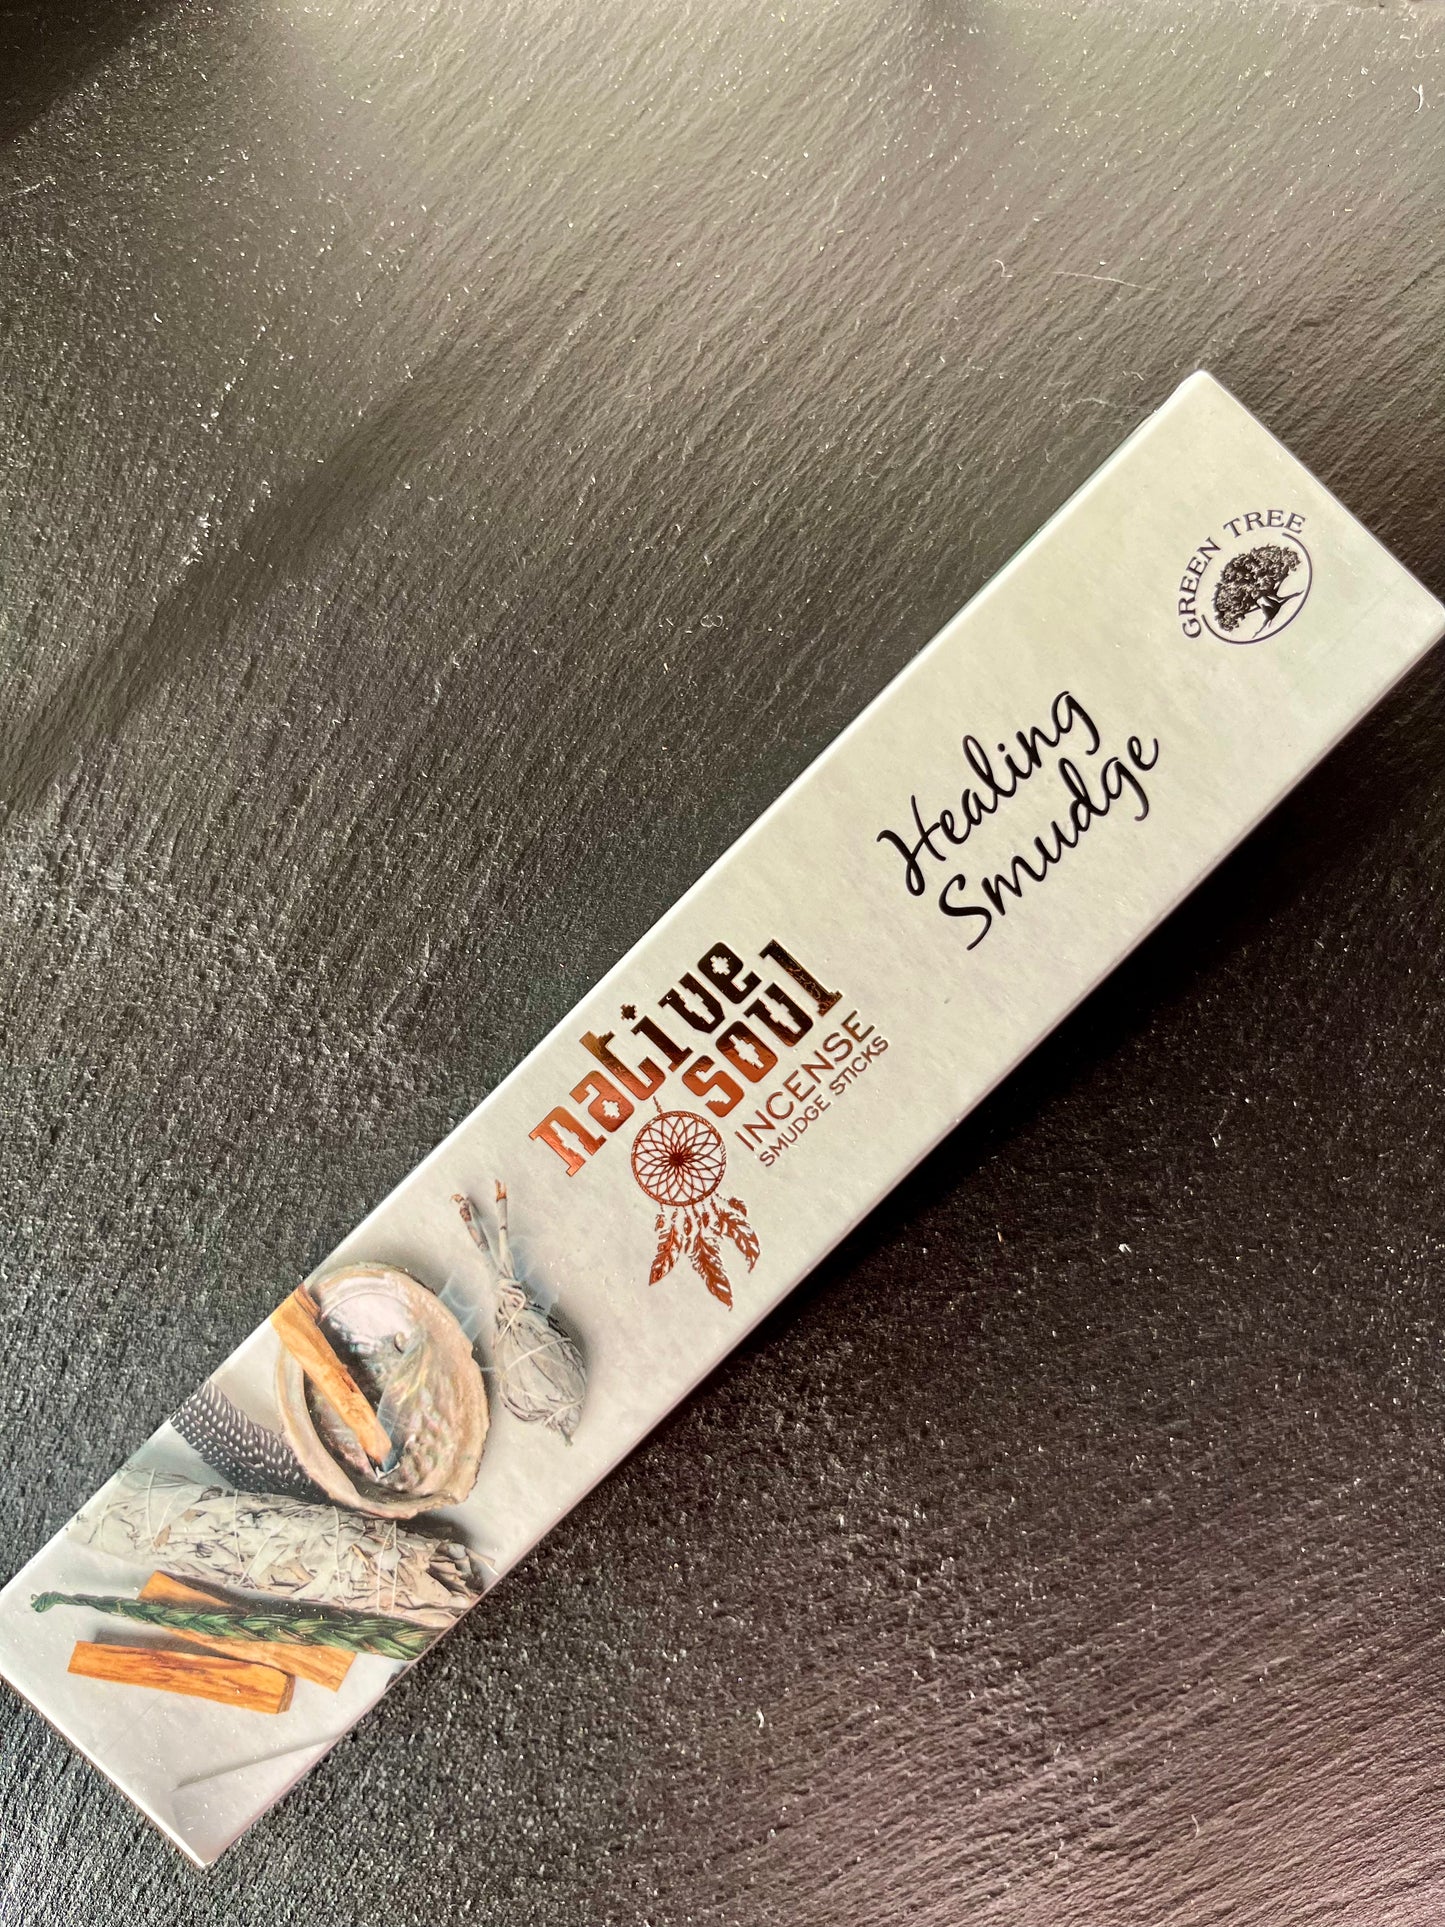 native
soul
INCENSE
SMUDGE STICKS
Healing
Smudge
GREEN TREE